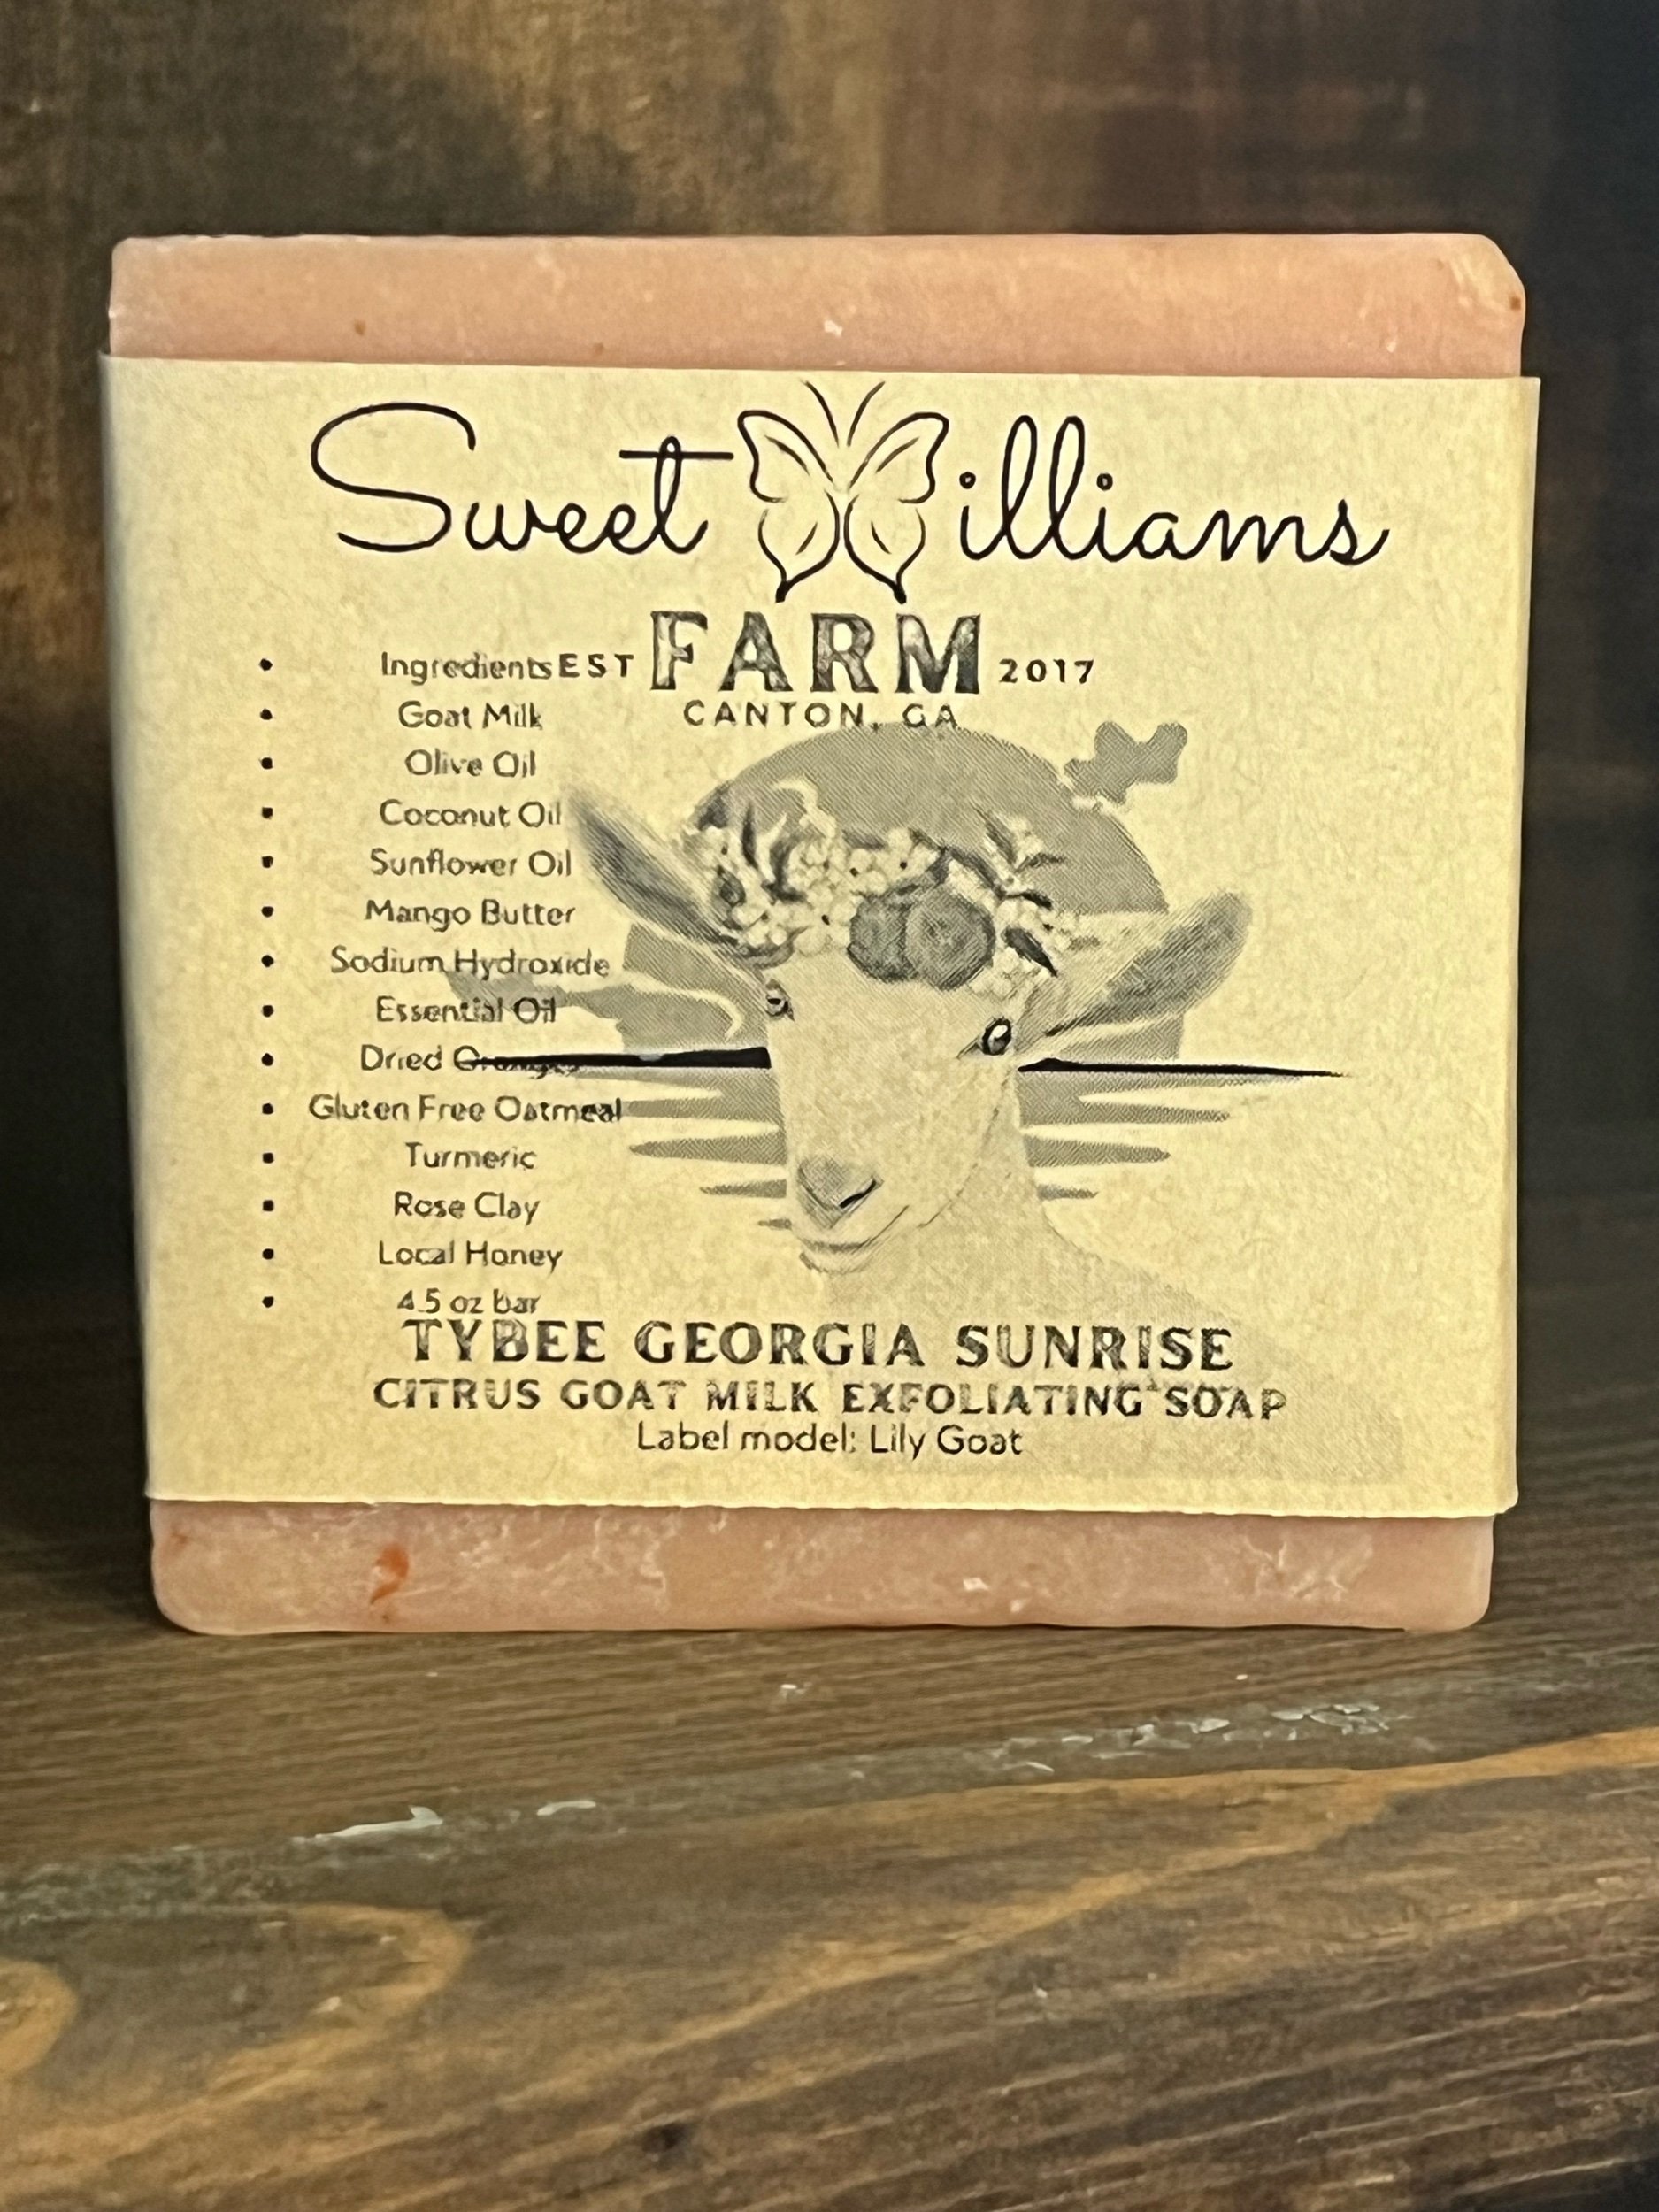 Sweet Williams
Ingredients EST FARM 2017
Goat Milk CANTON, GA
Olive Oil
Coconut Oil
Sunflower Oil
Mango Butter
Sodium Hydroxide
Essential Oil
Dried Oranges
Gluten Free Oatmeal
Turmeric
Rose Clay
Local Honey
4.5 oz bar
TYBEE GEORGIA SUNRISE
CITRUS GOAT MILK EXFOLIATING SOAP
Label model: Lily Goat